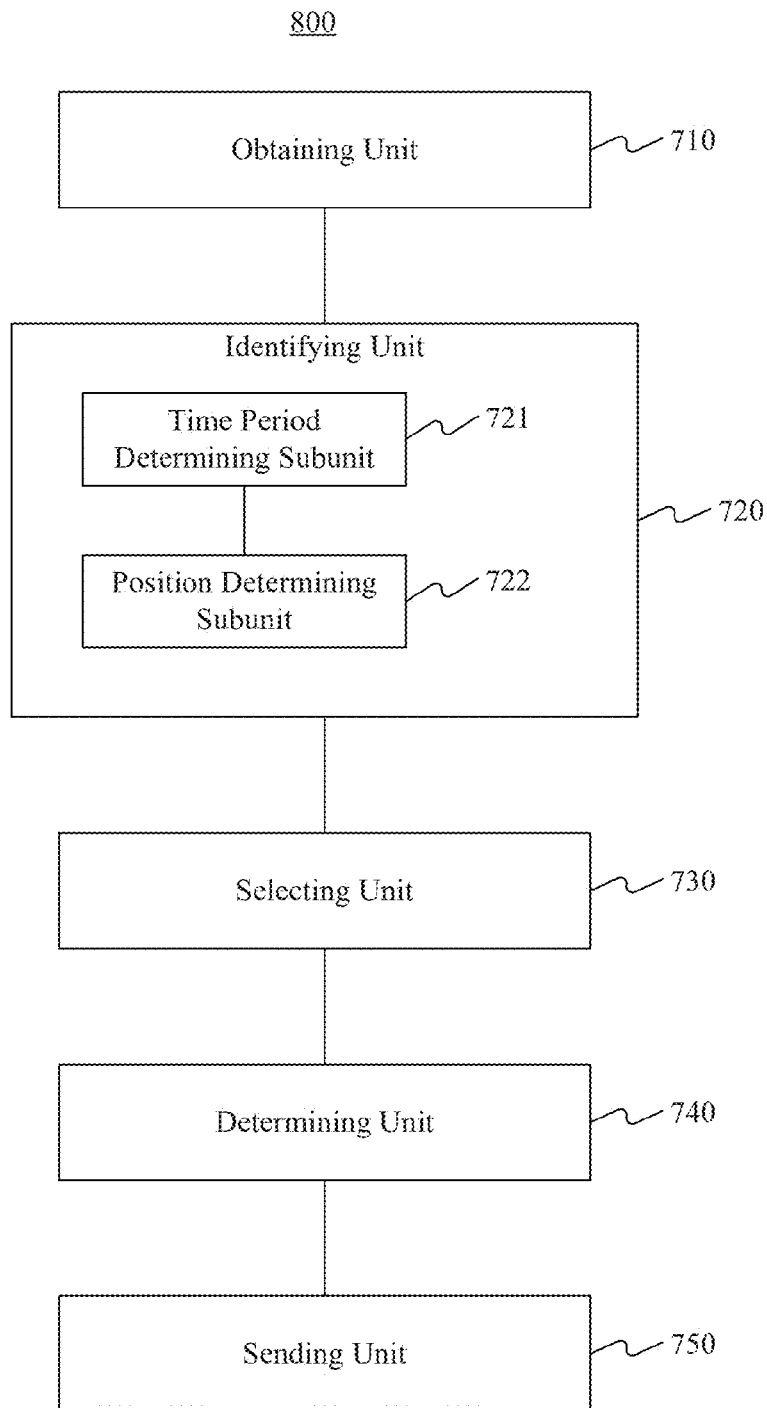 800
Obtaining Unit
710
Identifying Unit
Time Period
Determining Subunit
721
720
Position Determining
Subunit
722
Selecting Unit
730
Determining Unit
740
Sending Unit
750